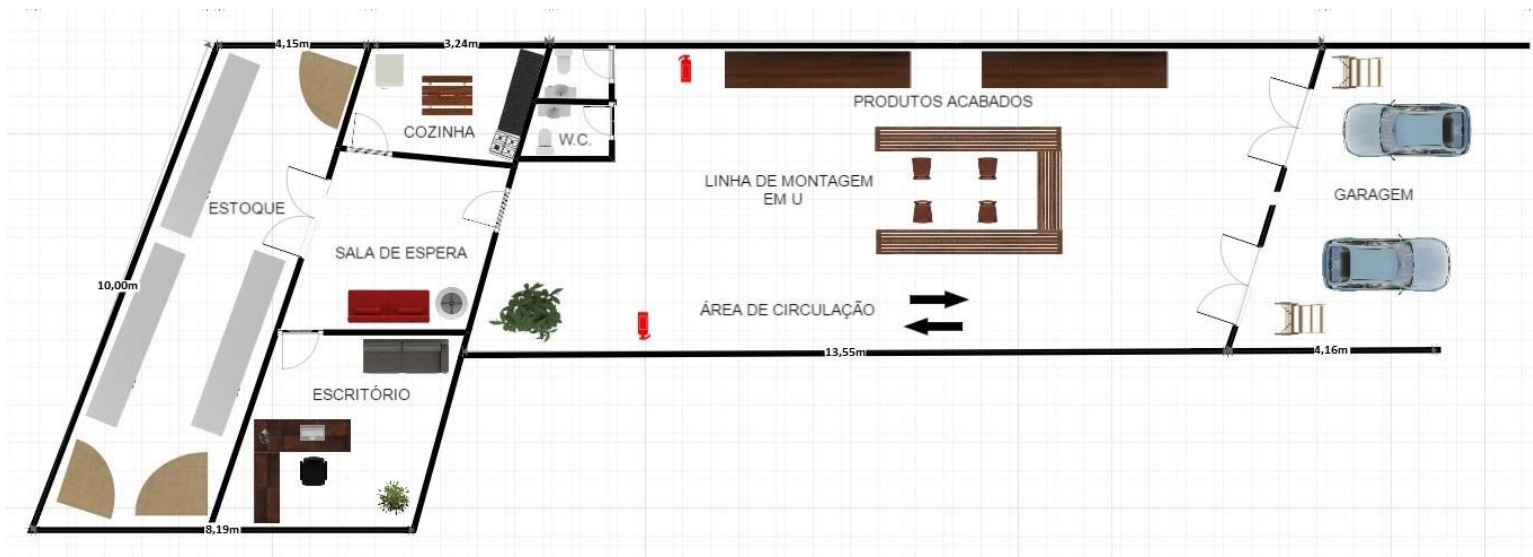 4,15m
3,24m
PRODUTOS ACABADOS
COZINHA
W.C.
LINHA DE MONTAGEM
EM U
GARAGEM
ESTOQUE
SALA DE ESPERA
10,00m
ÁREA DE CIRCULAÇÃO
13,55m
4,16m
ESCRITÓRIO
8,19m